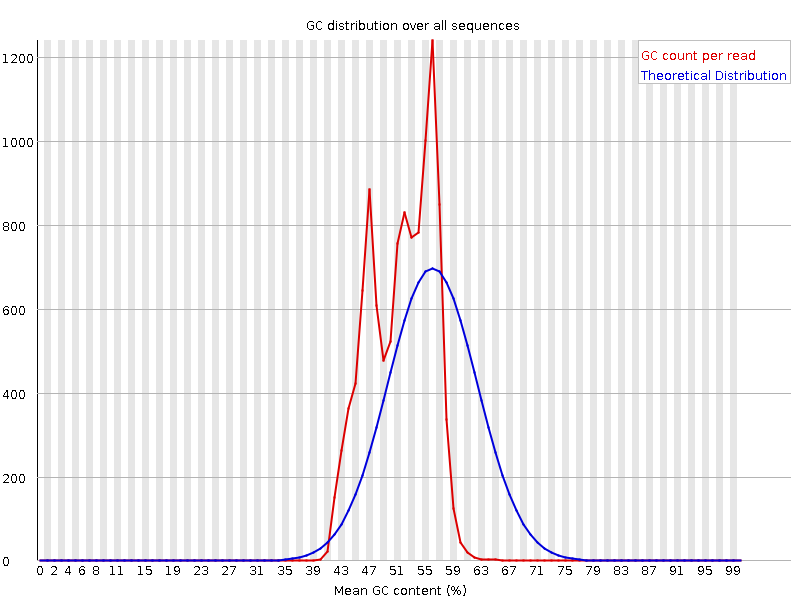 GC distribution over all sequences
GC count per read
Theoretical Distribution
1200
1000
800
600
400
200
0
0 2 4 6 8 11 15 19 23 27 31 35 39 43 47 51 55 59 63 67 71 75 79 83 87 91 95 99
Mean GC content (%)